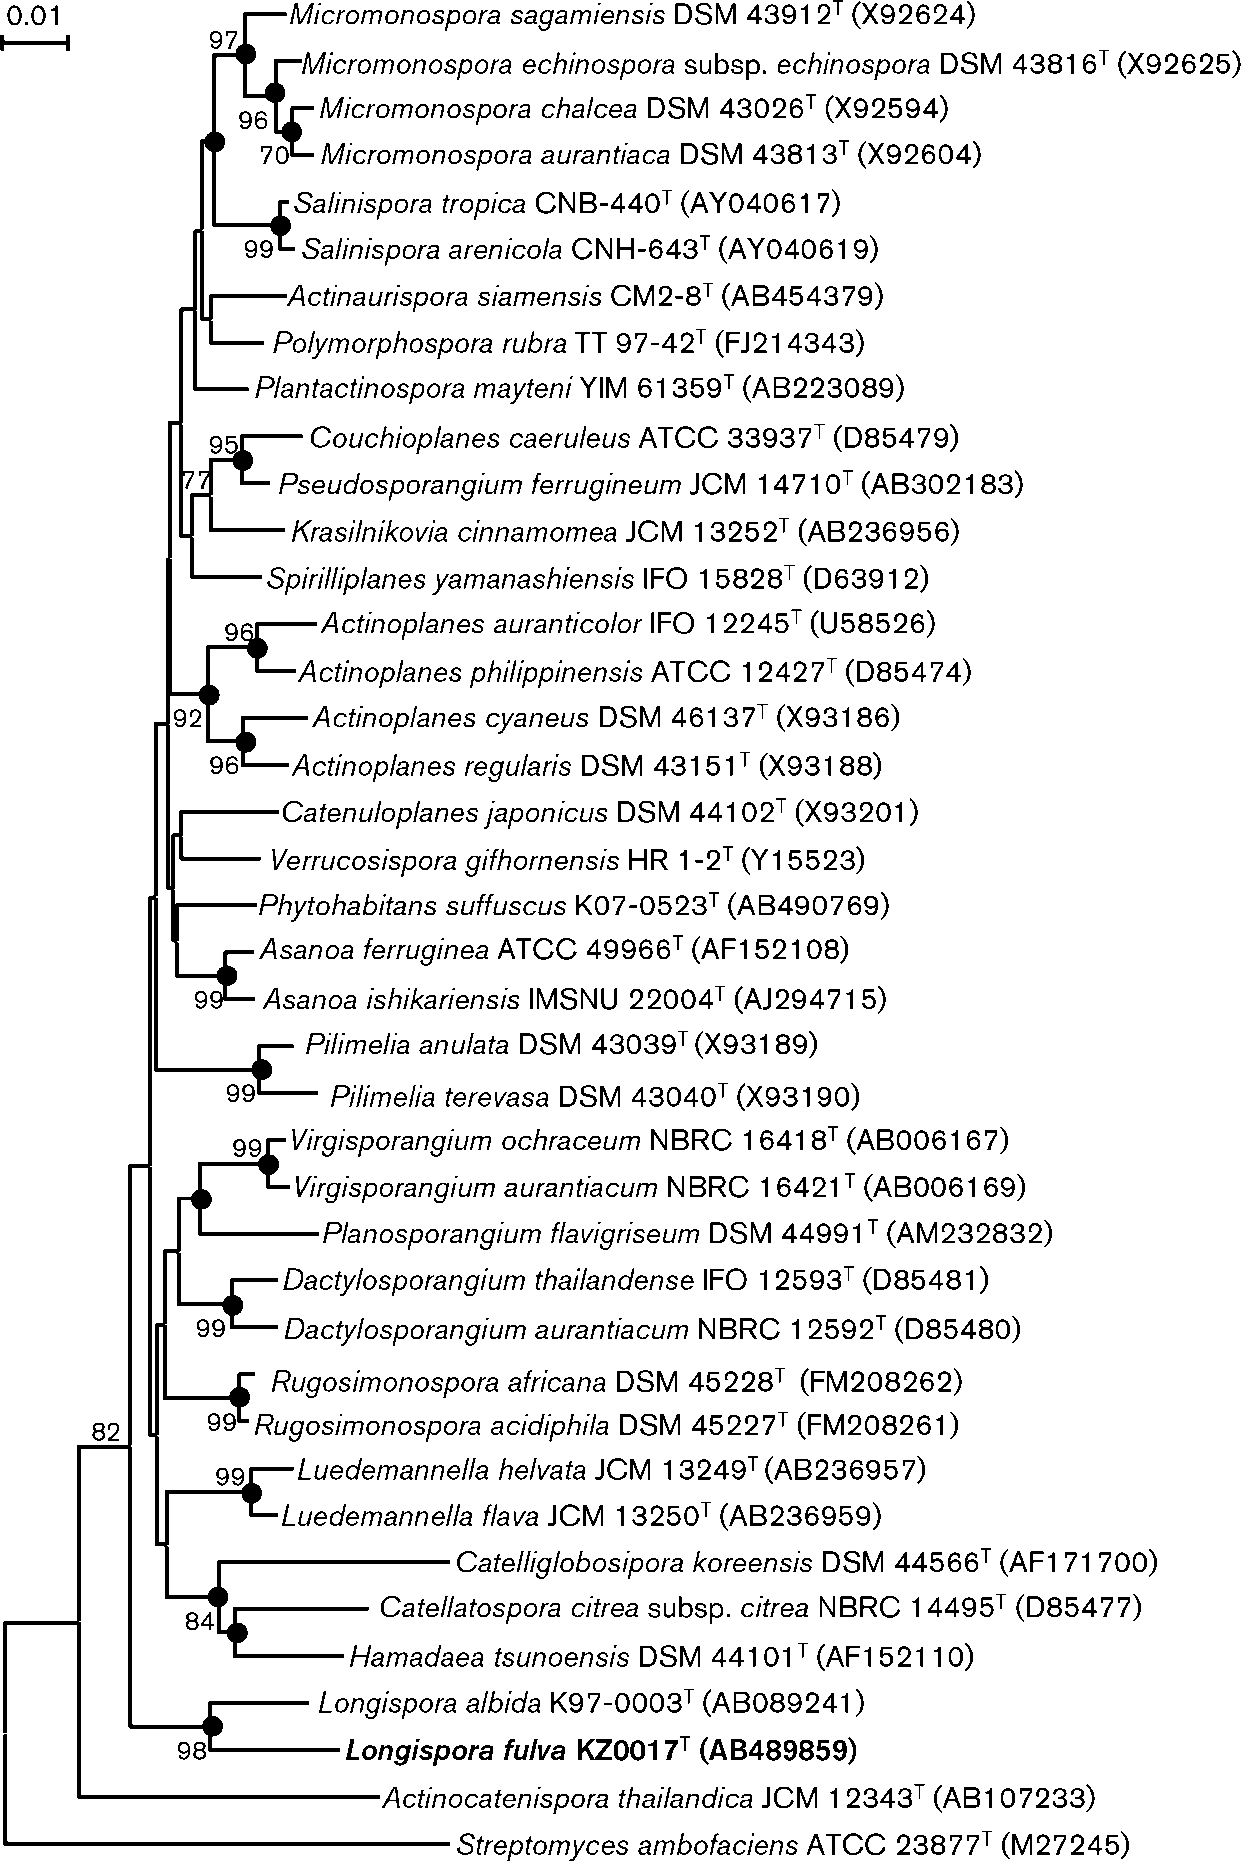 0.01
Micromonospora sagamiensis DSM 43912ᵀ (X92624)
97
Micromonospora echinospora subsp. echinospora DSM 43816ᵀ (X92625)
Micromonospora chalcea DSM 43026ᵀ (X92594)
96
Micromonospora aurantiaca DSM 43813ᵀ (X92604)
70
Salinispora tropica CNB-440ᵀ (AY040617)
Salinispora arenicola CNH-643ᵀ (AY040619)
99
Actinaurispora siamensis CM2-8ᵀ (AB454379)
Polymorphospora rubra TT 97-42ᵀ (FJ214343)
Plantactinospora mayteni YIM 61359ᵀ (AB223089)
Couchioplanes caeruleus ATCC 33937ᵀ (D85479)
95
Pseudosporangium ferrugineum JCM 14710ᵀ (AB302183)
77
Krasilnikovia cinnamomea JCM 13252ᵀ (AB236956)
Spirilliplanes yamanashiensis IFO 15828ᵀ (D63912)
Actinoplanes auranticolor IFO 12245ᵀ (U58526)
96
Actinoplanes philippinensis ATCC 12427ᵀ (D85474)
92
Actinoplanes cyaneus DSM 46137ᵀ (X93186)
Actinoplanes regularis DSM 43151ᵀ (X93188)
96
Catenuloplanes japonicus DSM 44102ᵀ (X93201)
Verrucosispora gifhornensis HR 1-2ᵀ (Y15523)
Phytohabitans suffuscus K07-0523ᵀ (AB490769)
Asanoa ferruginea ATCC 49966ᵀ (AF152108)
Asanoa ishikariensis IMSNU 22004ᵀ (AJ294715)
99
Pilimelia anulata DSM 43039ᵀ (X93189)
Pilimelia terevasa DSM 43040ᵀ (X93190)
99
Virgisporangium ochraceum NBRC 16418ᵀ (AB006167)
99
Virgisporangium aurantiacum NBRC 16421ᵀ (AB006169)
Planosporangium flavigriseum DSM 44991ᵀ (AM232832)
Dactylosporangium thailandense IFO 12593ᵀ (D85481)
Dactylosporangium aurantiacum NBRC 12592ᵀ (D85480)
99
Rugosimonospora africana DSM 45228ᵀ (FM208262)
Rugosimonospora acidiphila DSM 45227ᵀ (FM208261)
99
82
Luedemannella helvata JCM 13249ᵀ (AB236957)
99
Luedemannella flava JCM 13250ᵀ (AB236959)
Catelliglobosipora koreensis DSM 44566ᵀ (AF171700)
Catellatospora citrea subsp. citrea NBRC 14495ᵀ (D85477)
84
Hamadaea tsunoensis DSM 44101ᵀ (AF152110)
Longispora albida K97-0003ᵀ (AB089241)
Longispora fulva KZ0017ᵀ (AB489859)
98
Actinocatenispora thailandica JCM 12343ᵀ (AB107233)
Streptomyces ambofaciens ATCC 23877ᵀ (M27245)